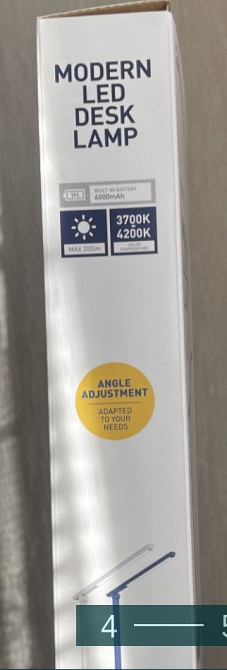 MODERN
LED
DESK
LAMP
BUILT-IN BATTERY
6000mAh
MAX 200lm
3700K
-
4200K
COLOR
TEMPERATURE
ANGLE
ADJUSTMENT
ADAPTED
TO YOUR
NEEDS
4 — 5